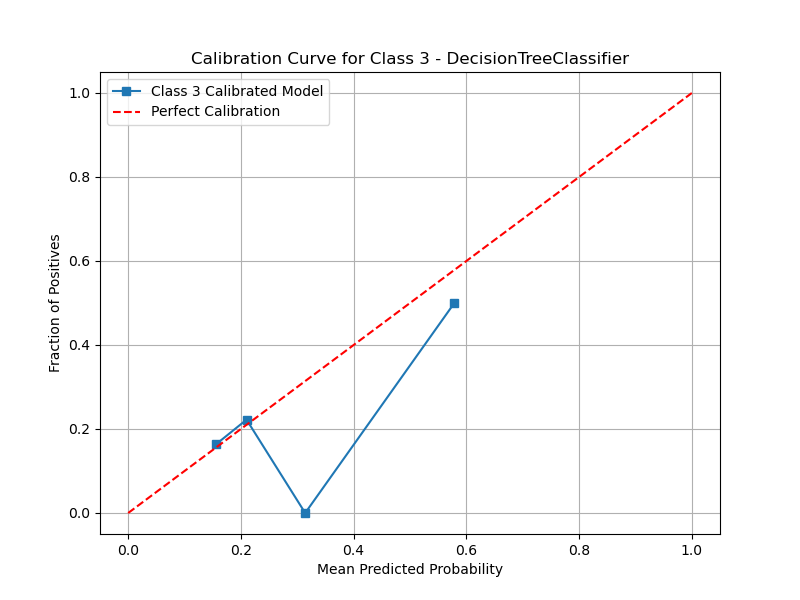 Calibration Curve for Class 3 - DecisionTreeClassifier
Class 3 Calibrated Model
Perfect Calibration
1.0
0.8
0.6
0.4
0.2
0.0
Fraction of Positives
0.0 0.2 0.4 0.6 0.8 1.0
Mean Predicted Probability